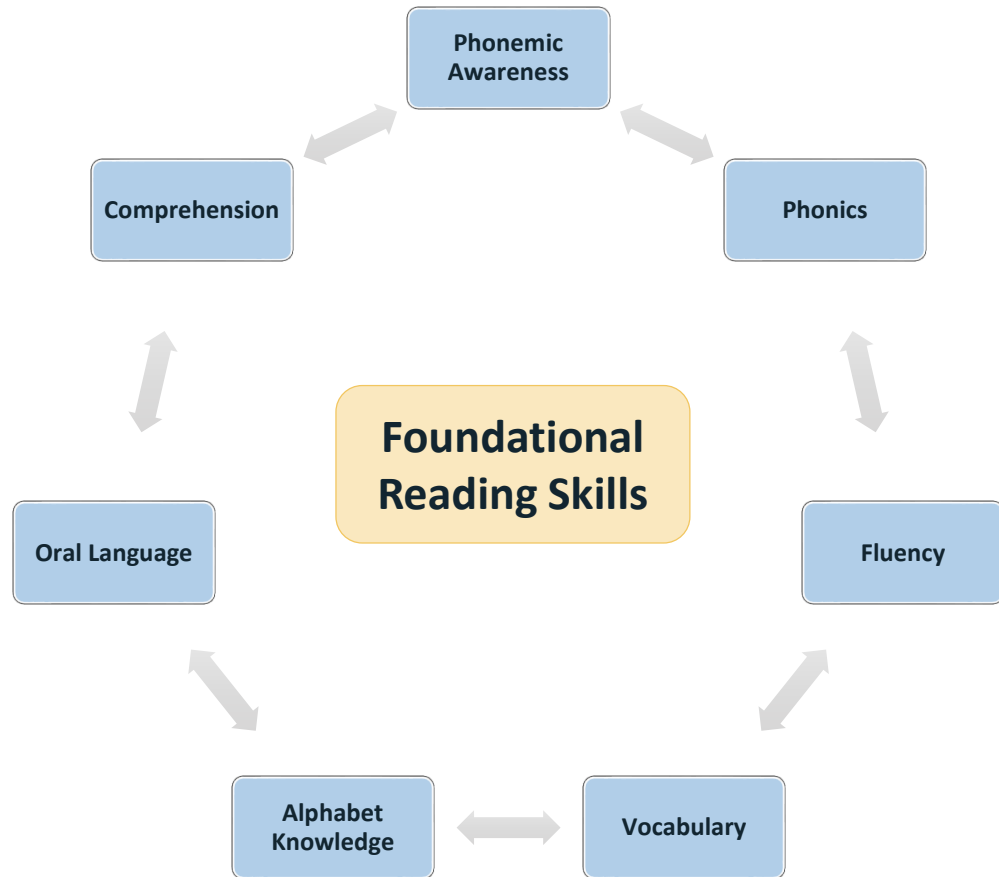 Phonemic
Awareness
Comprehension
Phonics
Foundational
Reading Skills
Oral Language
Fluency
Alphabet
Knowledge
Vocabulary